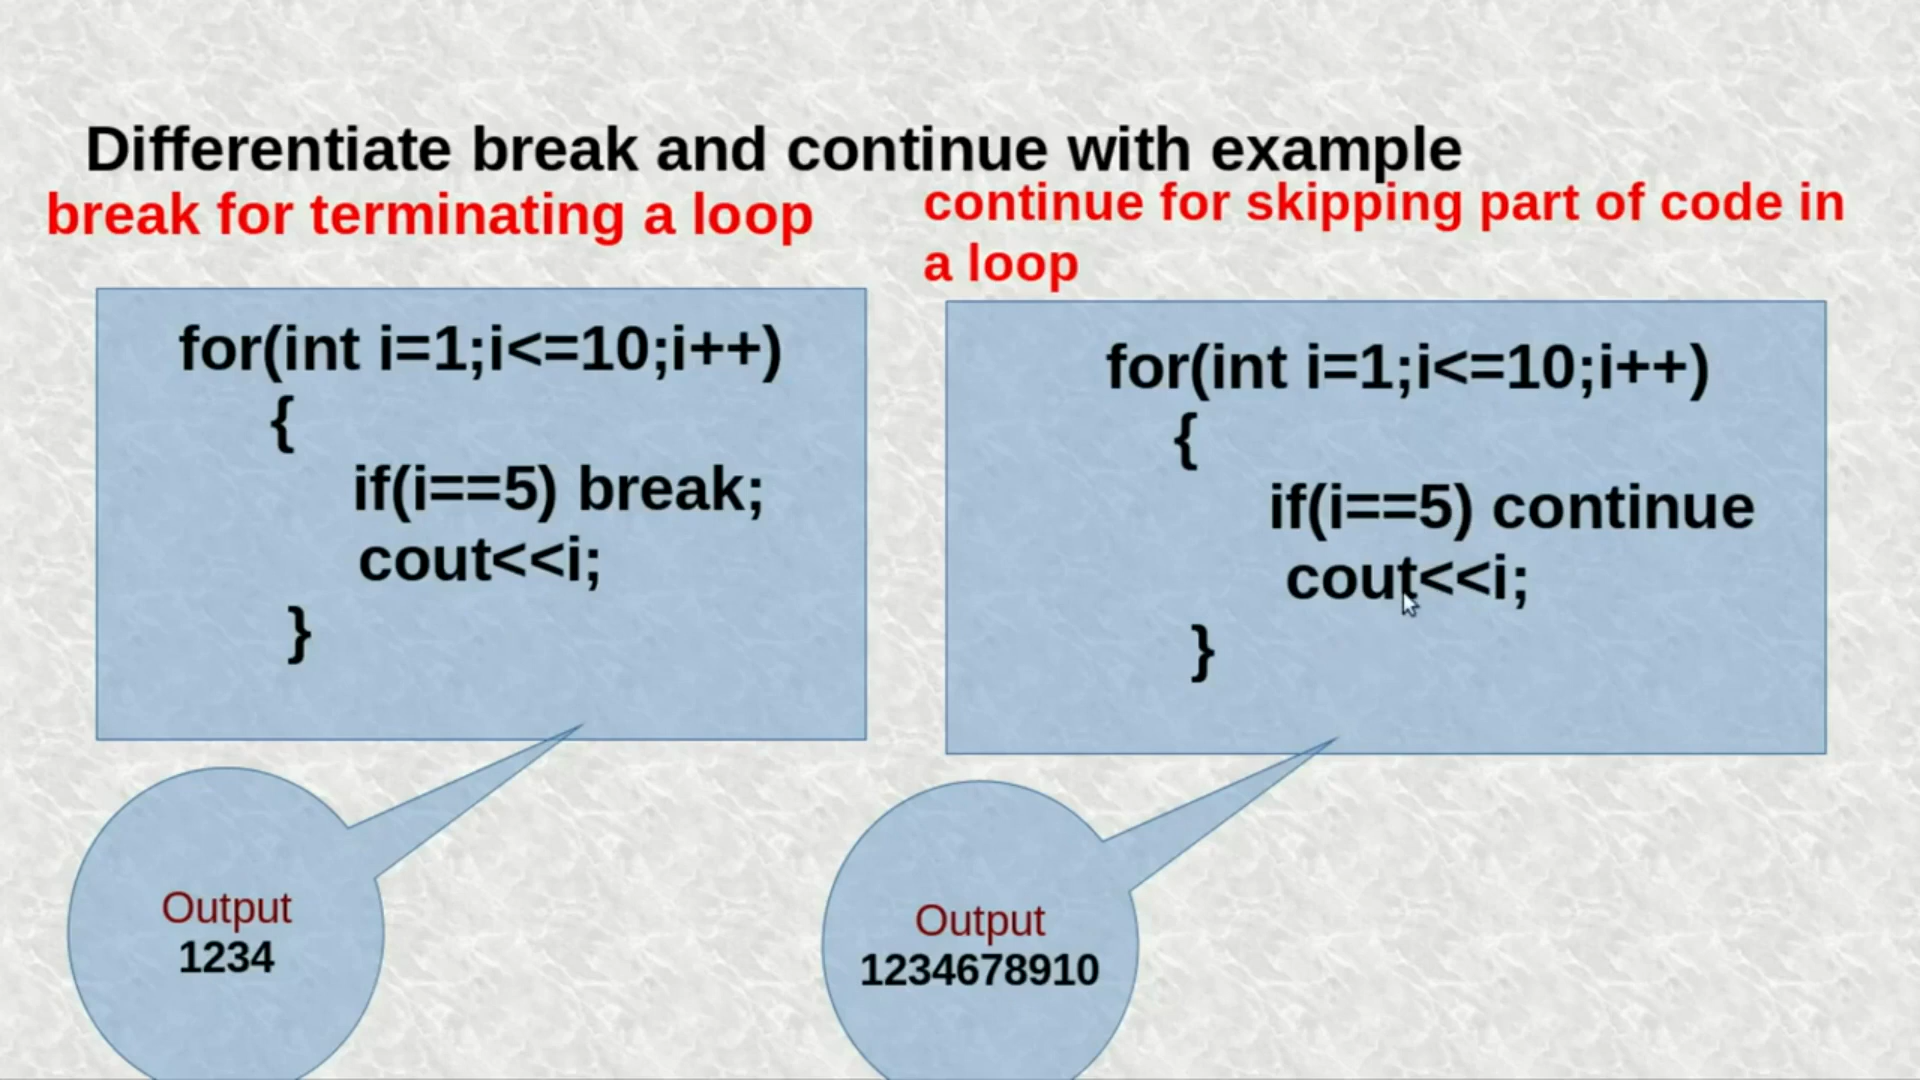 Differentiate break and continue with example
break for terminating a loop
continue for skipping part of code in
a loop
for(int i=1;i<=10;i++)
{
if(i==5) break;
cout<<i;
}
for(int i=1;i<=10;i++)
{
if(i==5) continue
cout<<i;
}
Output
1234
Output
1234678910